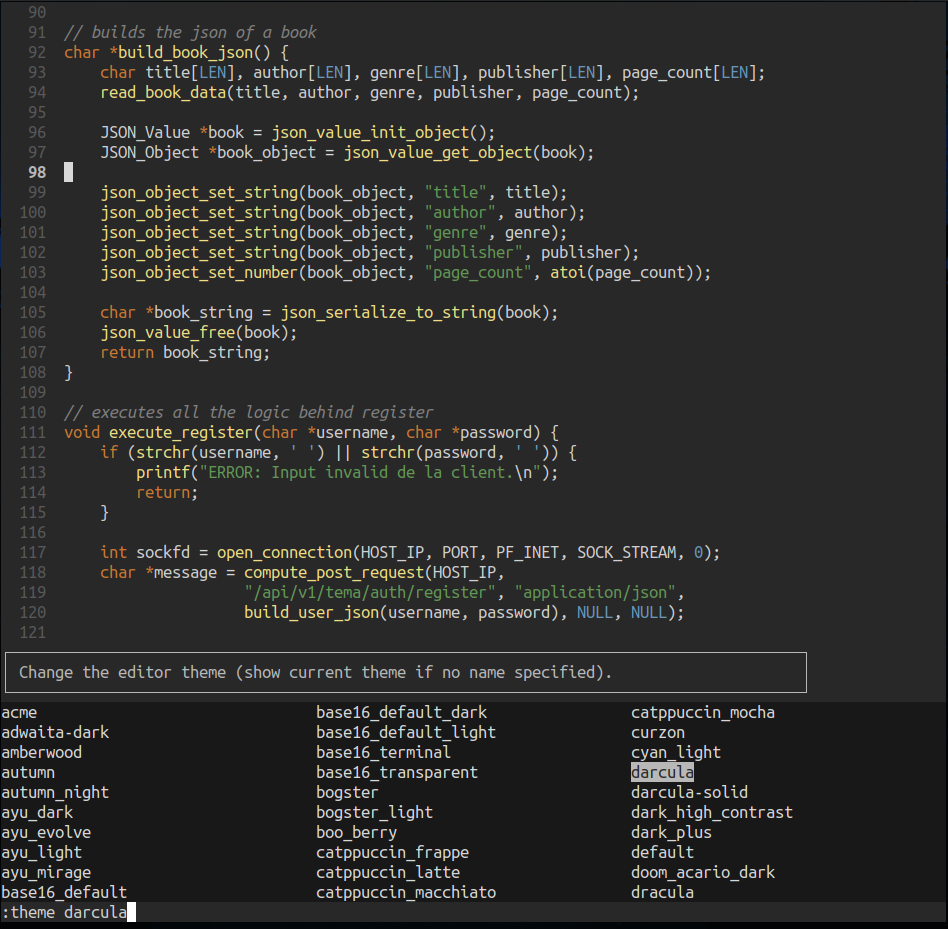 90
91 // builds the json of a book
92 char *build_book_json() {
93     char title[LEN], author[LEN], genre[LEN], publisher[LEN], page_count[LEN];
94     read_book_data(title, author, genre, publisher, page_count);
95
96     JSON_Value *book = json_value_init_object();
97     JSON_Object *book_object = json_value_get_object(book);
98
99     json_object_set_string(book_object, "title", title);
100     json_object_set_string(book_object, "author", author);
101     json_object_set_string(book_object, "genre", genre);
102     json_object_set_string(book_object, "publisher", publisher);
103     json_object_set_number(book_object, "page_count", atoi(page_count));
104
105     char *book_string = json_serialize_to_string(book);
106     json_value_free(book);
107     return book_string;
108 }
109
110 // executes all the logic behind register
111 void execute_register(char *username, char *password) {
112     if (strchr(username, ' ') || strchr(password, ' ')) {
113         printf("ERROR: Input invalid de la client.\n");
114         return;
115     }
116
117     int sockfd = open_connection(HOST_IP, PORT, PF_INET, SOCK_STREAM, 0);
118     char *message = compute_post_request(HOST_IP,
119                     "/api/v1/tema/auth/register", "application/json",
120                     build_user_json(username, password), NULL, NULL);
121
Change the editor theme (show current theme if no name specified).
acme base16_default_dark catppuccin_mocha
adwaita-dark base16_default_light curzon
amberwood base16_terminal cyan_light
autumn base16_transparent darcula
autumn_night bogster darcula-solid
ayu_dark bogster_light dark_high_contrast
ayu_evolve boo_berry dark_plus
ayu_light catppuccin_frappe default
ayu_mirage catppuccin_latte doom_acario_dark
base16_default catppuccin_macchiato dracula
:theme darcula